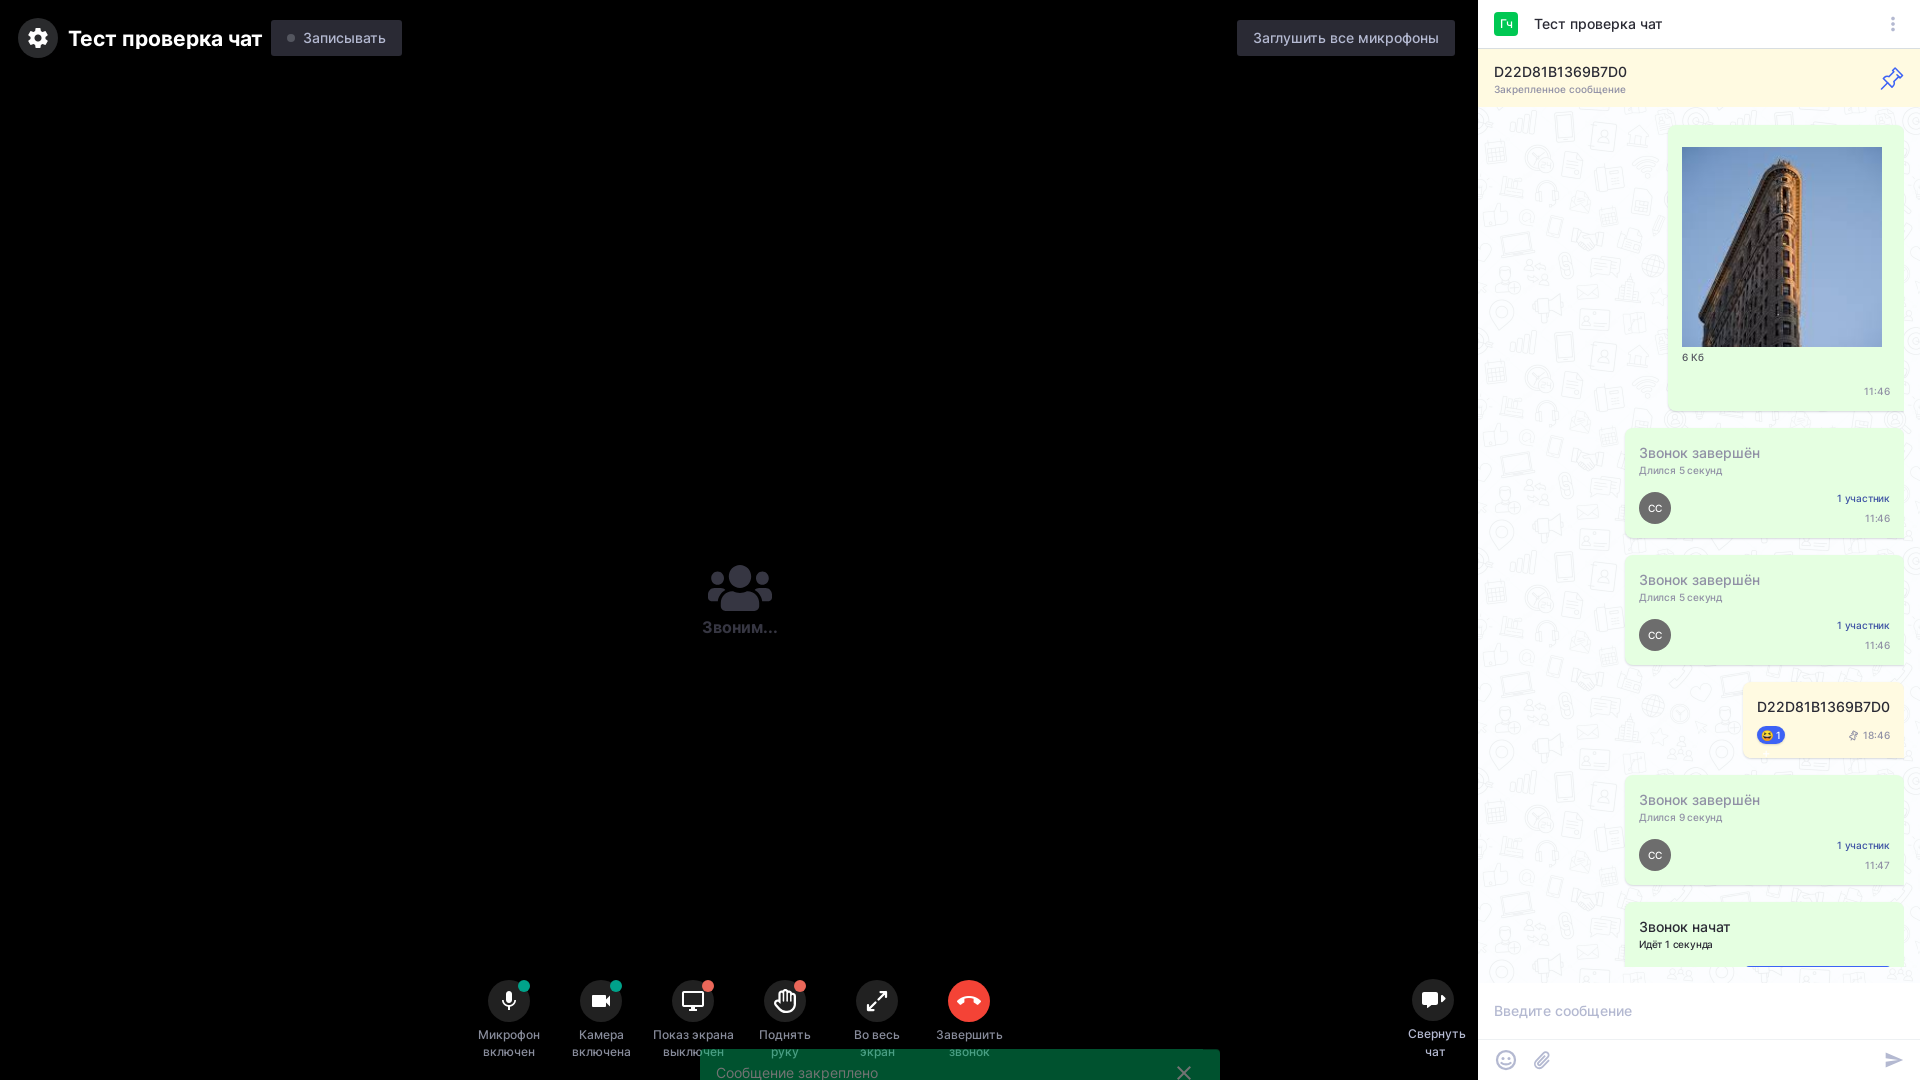 Тест проверка чат
Записывать
Заглушить все микрофоны
Звоним...
Микрофон
включен
Камера
включена
Показ экрана
выключен
Поднять
руку
Во весь
экран
Завершить
звонок
Свернуть
чат
Сообщение закреплено
Гч
Тест проверка чат
D22D81B1369B7D0
Закрепленное сообщение
6 Кб
11:46
Звонок завершён
Длился 5 секунд
СС
1 участник
11:46
Звонок завершён
Длился 5 секунд
СС
1 участник
11:46
D22D81B1369B7D0
1
18:46
Звонок завершён
Длился 9 секунд
СС
1 участник
11:47
Звонок начат
Идёт 1 секунда
Введите сообщение